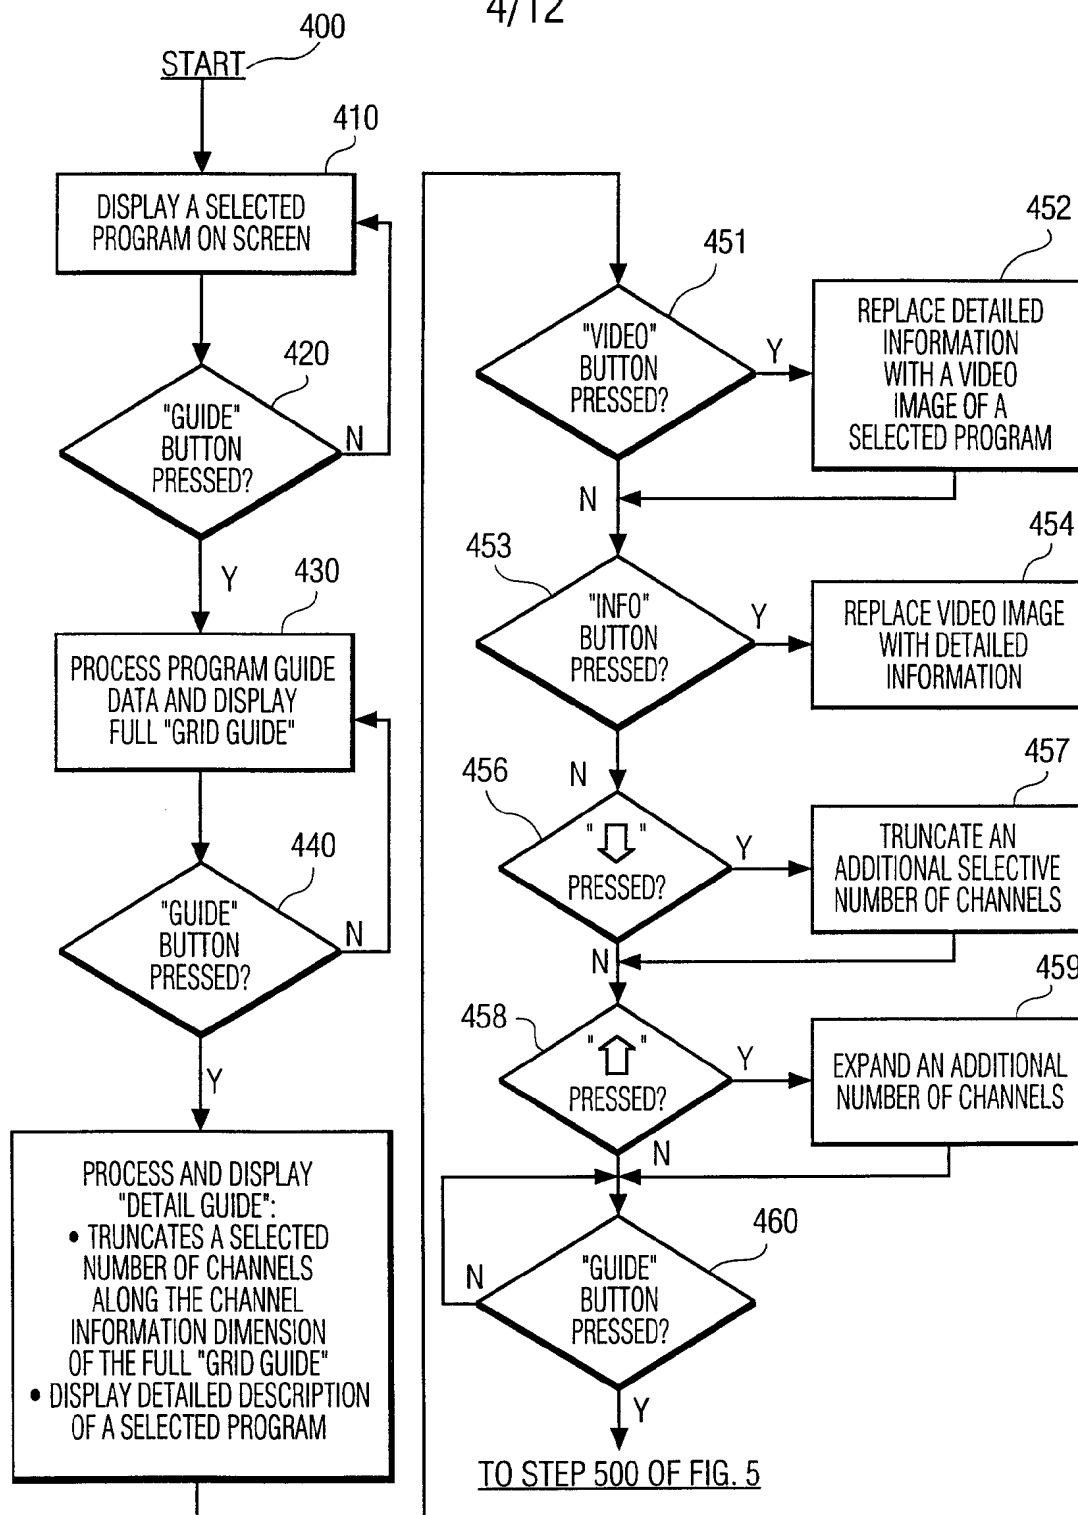 4/12
400
START
410
DISPLAY A SELECTED
PROGRAM ON SCREEN
420
"GUIDE"
BUTTON
PRESSED?
N
Y
430
PROCESS PROGRAM GUIDE
DATA AND DISPLAY
FULL "GRID GUIDE"
440
"GUIDE"
BUTTON
PRESSED?
N
Y
PROCESS AND DISPLAY
"DETAIL GUIDE":
• TRUNCATES A SELECTED
NUMBER OF CHANNELS
ALONG THE CHANNEL
INFORMATION DIMENSION
OF THE FULL "GRID GUIDE"
• DISPLAY DETAILED DESCRIPTION
OF A SELECTED PROGRAM
451
"VIDEO"
BUTTON
PRESSED?
Y
N
452
REPLACE DETAILED
INFORMATION
WITH A VIDEO
IMAGE OF A
SELECTED PROGRAM
453
"INFO"
BUTTON
PRESSED?
Y
N
454
REPLACE VIDEO IMAGE
WITH DETAILED
INFORMATION
456
"⇩"
PRESSED?
Y
N
457
TRUNCATE AN
ADDITIONAL SELECTIVE
NUMBER OF CHANNELS
458
"⇧"
PRESSED?
Y
N
459
EXPAND AN ADDITIONAL
NUMBER OF CHANNELS
460
"GUIDE"
BUTTON
PRESSED?
N
Y
TO STEP 500 OF FIG. 5